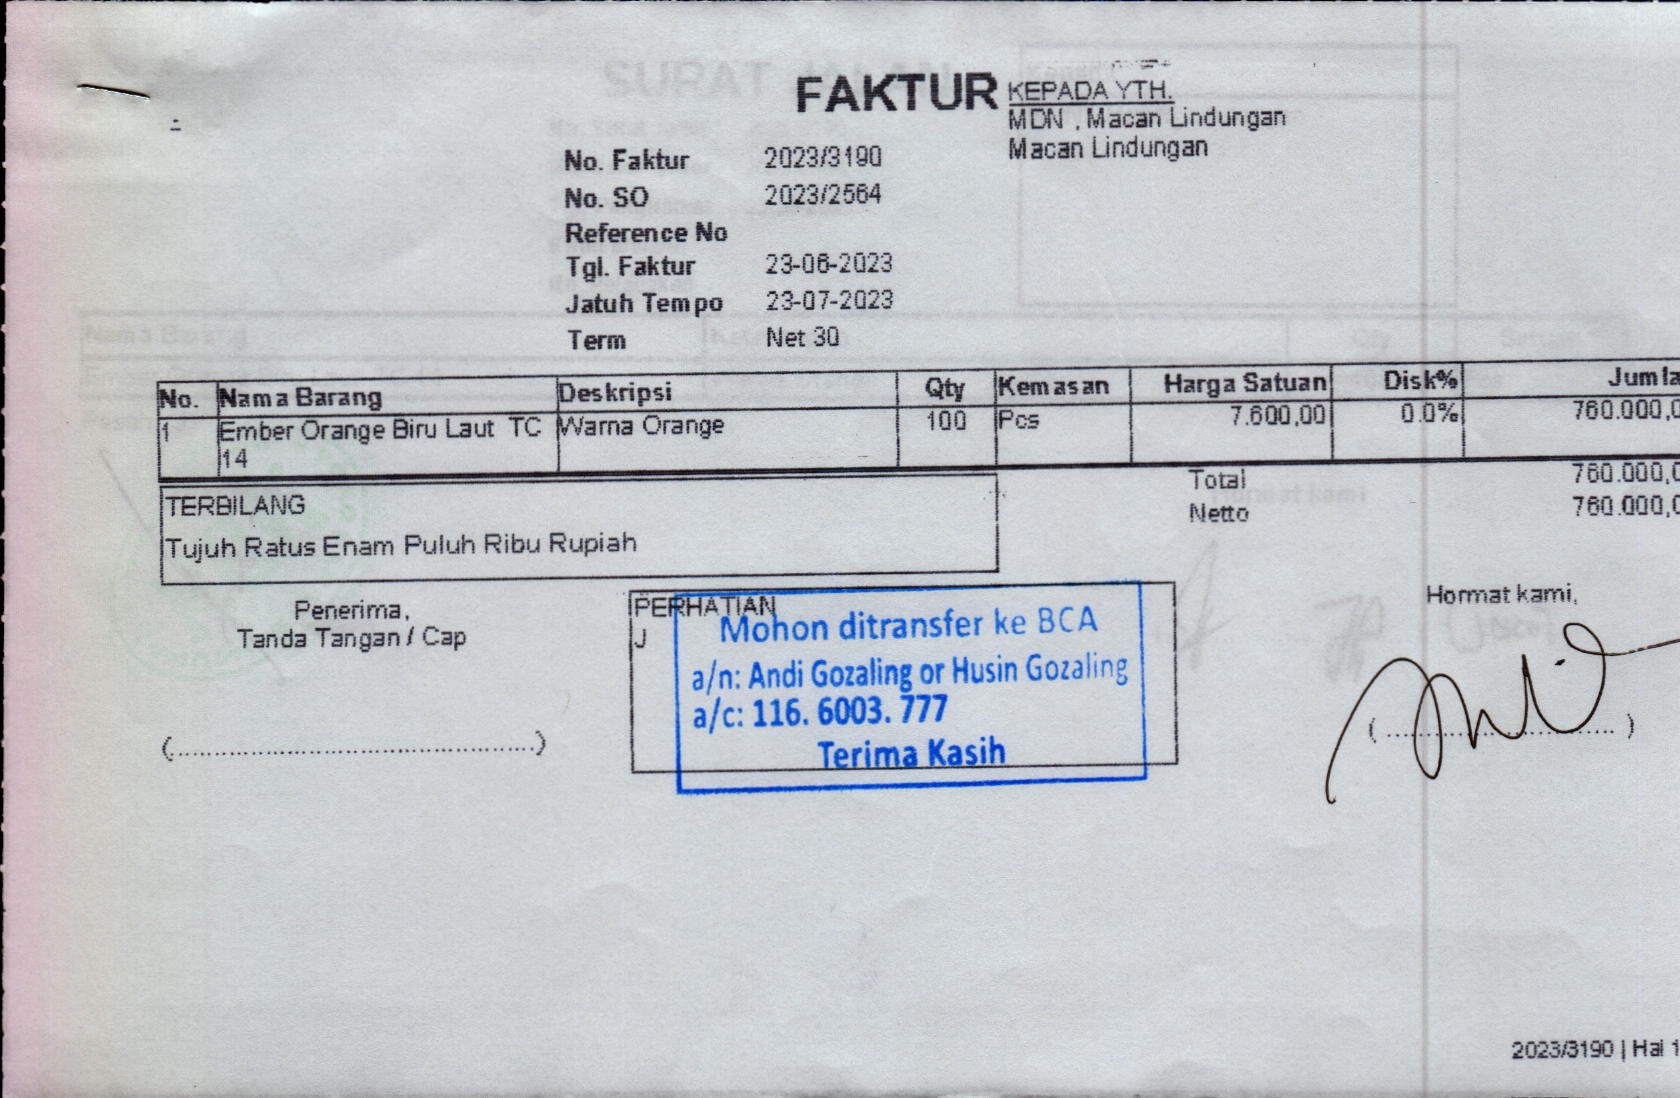 FAKTUR
KEPADA YTH.
MDN , Macan Lindungan
Macan Lindungan
No. Faktur 2023/3190
No. SO 2023/2564
Reference No
Tgl. Faktur 23-06-2023
Jatuh Tempo 23-07-2023
Term Net 30
No. Nama Barang Deskripsi Qty Kemasan Harga Satuan Disk% Jumla
1 Ember Orange Biru Laut TC Warna Orange 100 Pcs 7.600,00 0.0% 760.000,0
14
Total 760.000,0
Netto 760.000,0
TERBILANG
Tujuh Ratus Enam Puluh Ribu Rupiah
Penerima,
Tanda Tangan / Cap
(............................................)
PERHATIAN
J
Mohon ditransfer ke BCA
a/n: Andi Gozaling or Husin Gozaling
a/c: 116. 6003. 777
Terima Kasih
Hormat kami,
2023/3190 | Hal 1